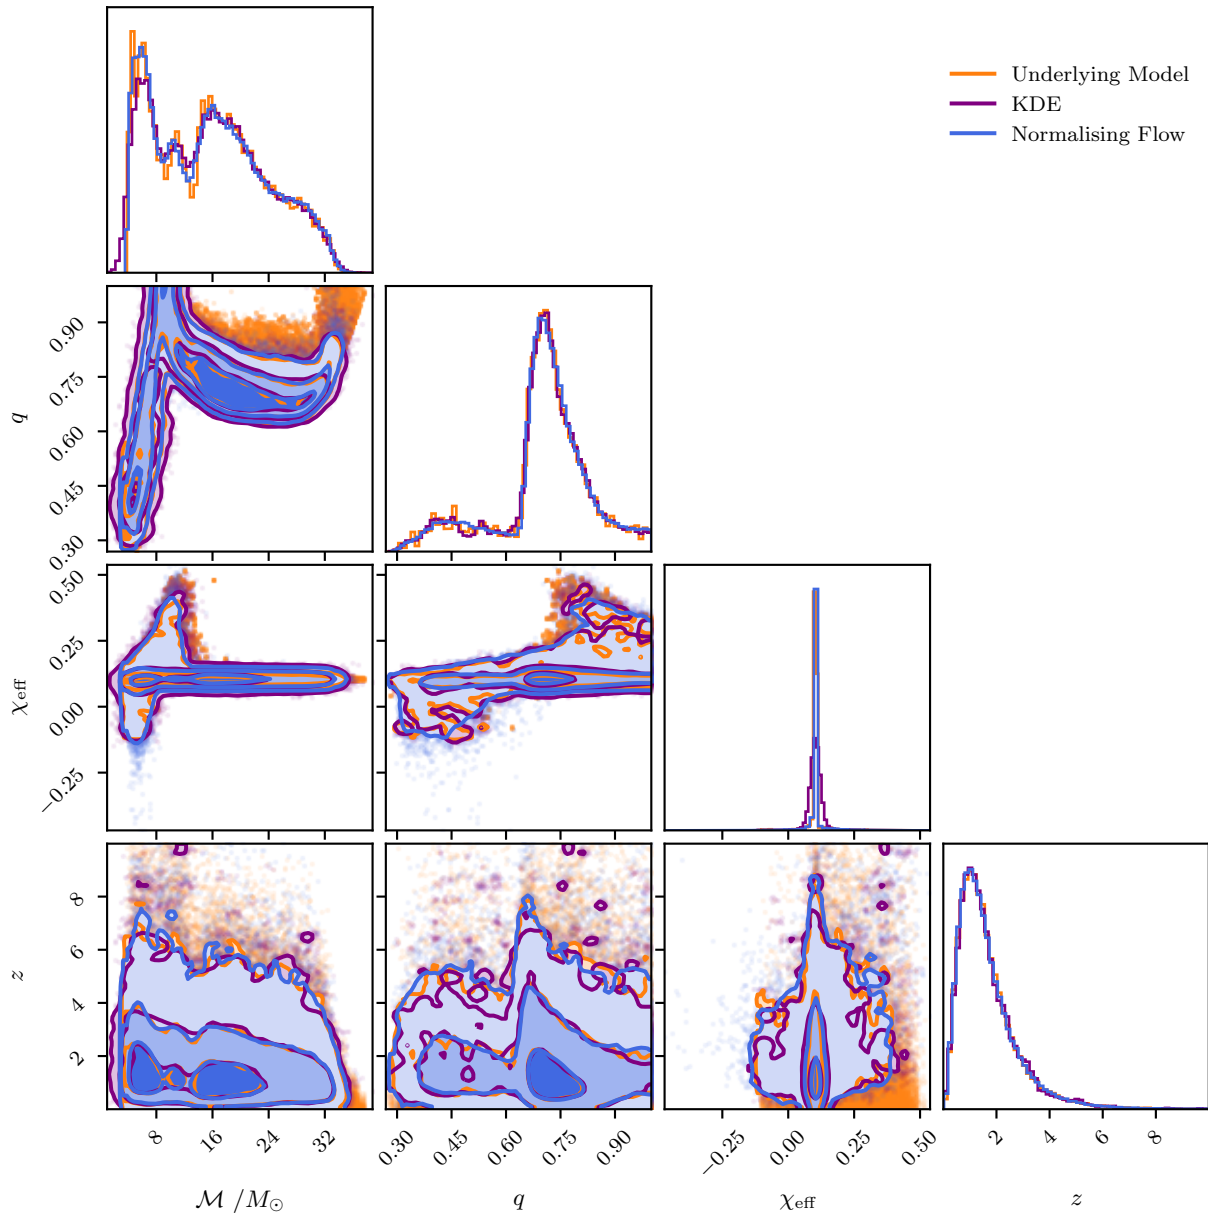 Underlying Model
KDE
Normalising Flow
0.90
0.75
0.60
0.45
0.30
q
0.50
0.25
0.00
−0.25
χeff
8
6
4
2
z
8 16 24 32
0.30 0.45 0.60 0.75 0.90
−0.25 0.00 0.25 0.50
2 4 6 8
ℳ /M⊙ q χeff z